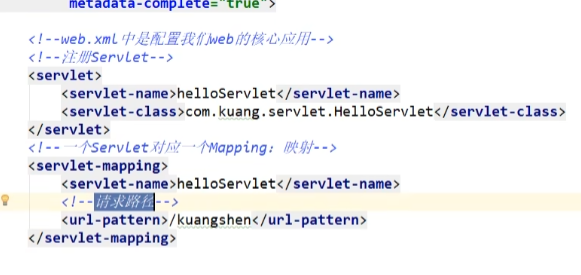 metadata-complete="true">
<!--web.xml中是配置我们web的核心应用-->
<!--注册Servlet-->
<servlet>
<servlet-name>helloServlet</servlet-name>
<servlet-class>com.kuang.servlet.HelloServlet</servlet-class>
</servlet>
<!--一个Servlet对应一个Mapping：映射-->
<servlet-mapping>
<servlet-name>helloServlet</servlet-name>
<!--请求路径-->
<url-pattern>/kuangshen</url-pattern>
</servlet-mapping>